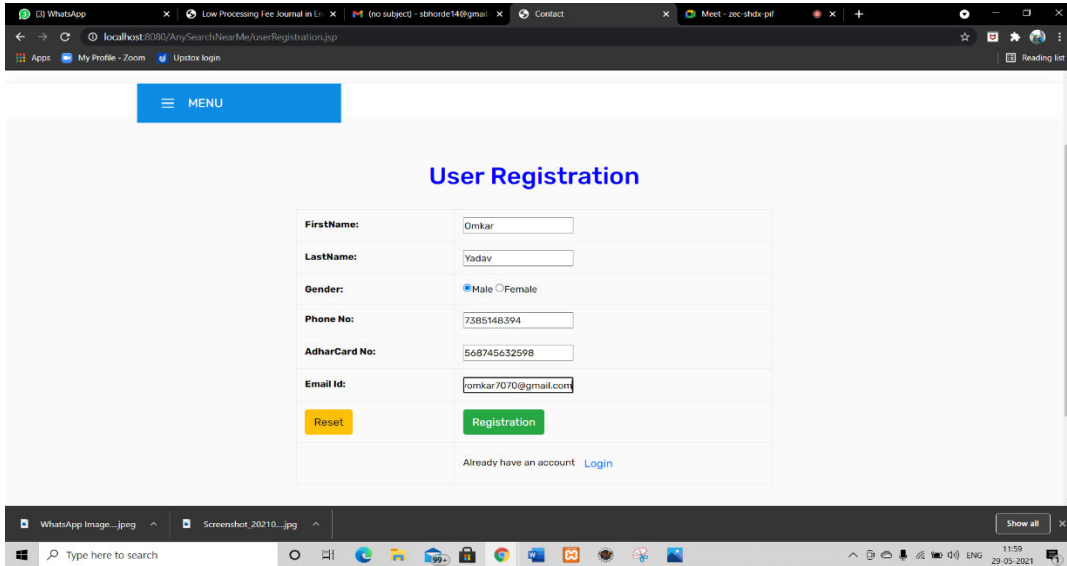 (3) WhatsApp
Low Processing Fee Journal in En
(no subject) - sbhorde14@gmail
Contact
Meet - zec-shdx-pif
localhost:8080/AnySearchNearMe/userRegistration.jsp
Apps
My Profile - Zoom
Upstox login
Reading list
MENU
User Registration
FirstName: Omkar
LastName: Yadav
Gender: Male Female
Phone No: 7385148394
AdharCard No: 568745632598
Email Id: omkar7070@gmail.com
Reset Registration
Already have an account Login
WhatsApp Image....jpeg
Screenshot_20210....jpg
Show all
Type here to search
99+
ENG
11:59
29-05-2021
1